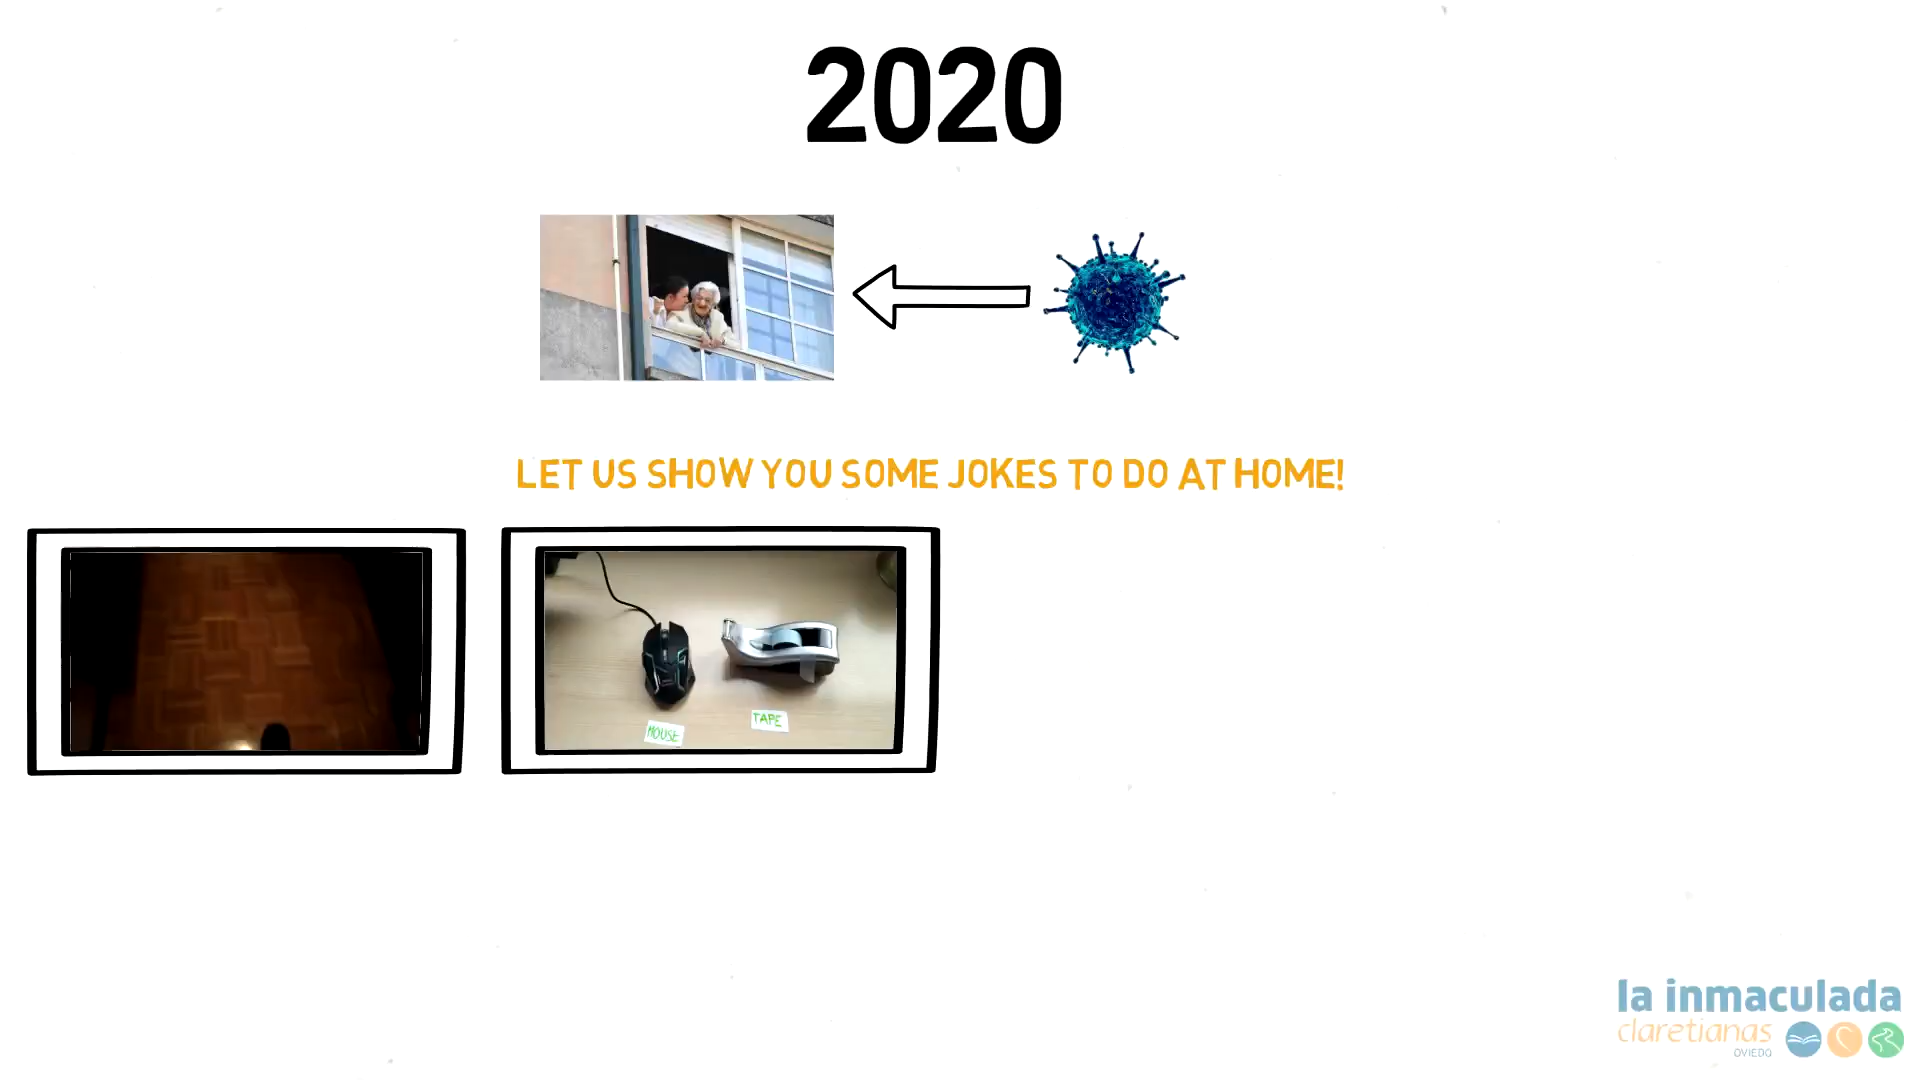 2020
LET US SHOW YOU SOME JOKES TO DO AT HOME!
MOUSE
TAPE
la inmaculada
claretianas
OVIEDO